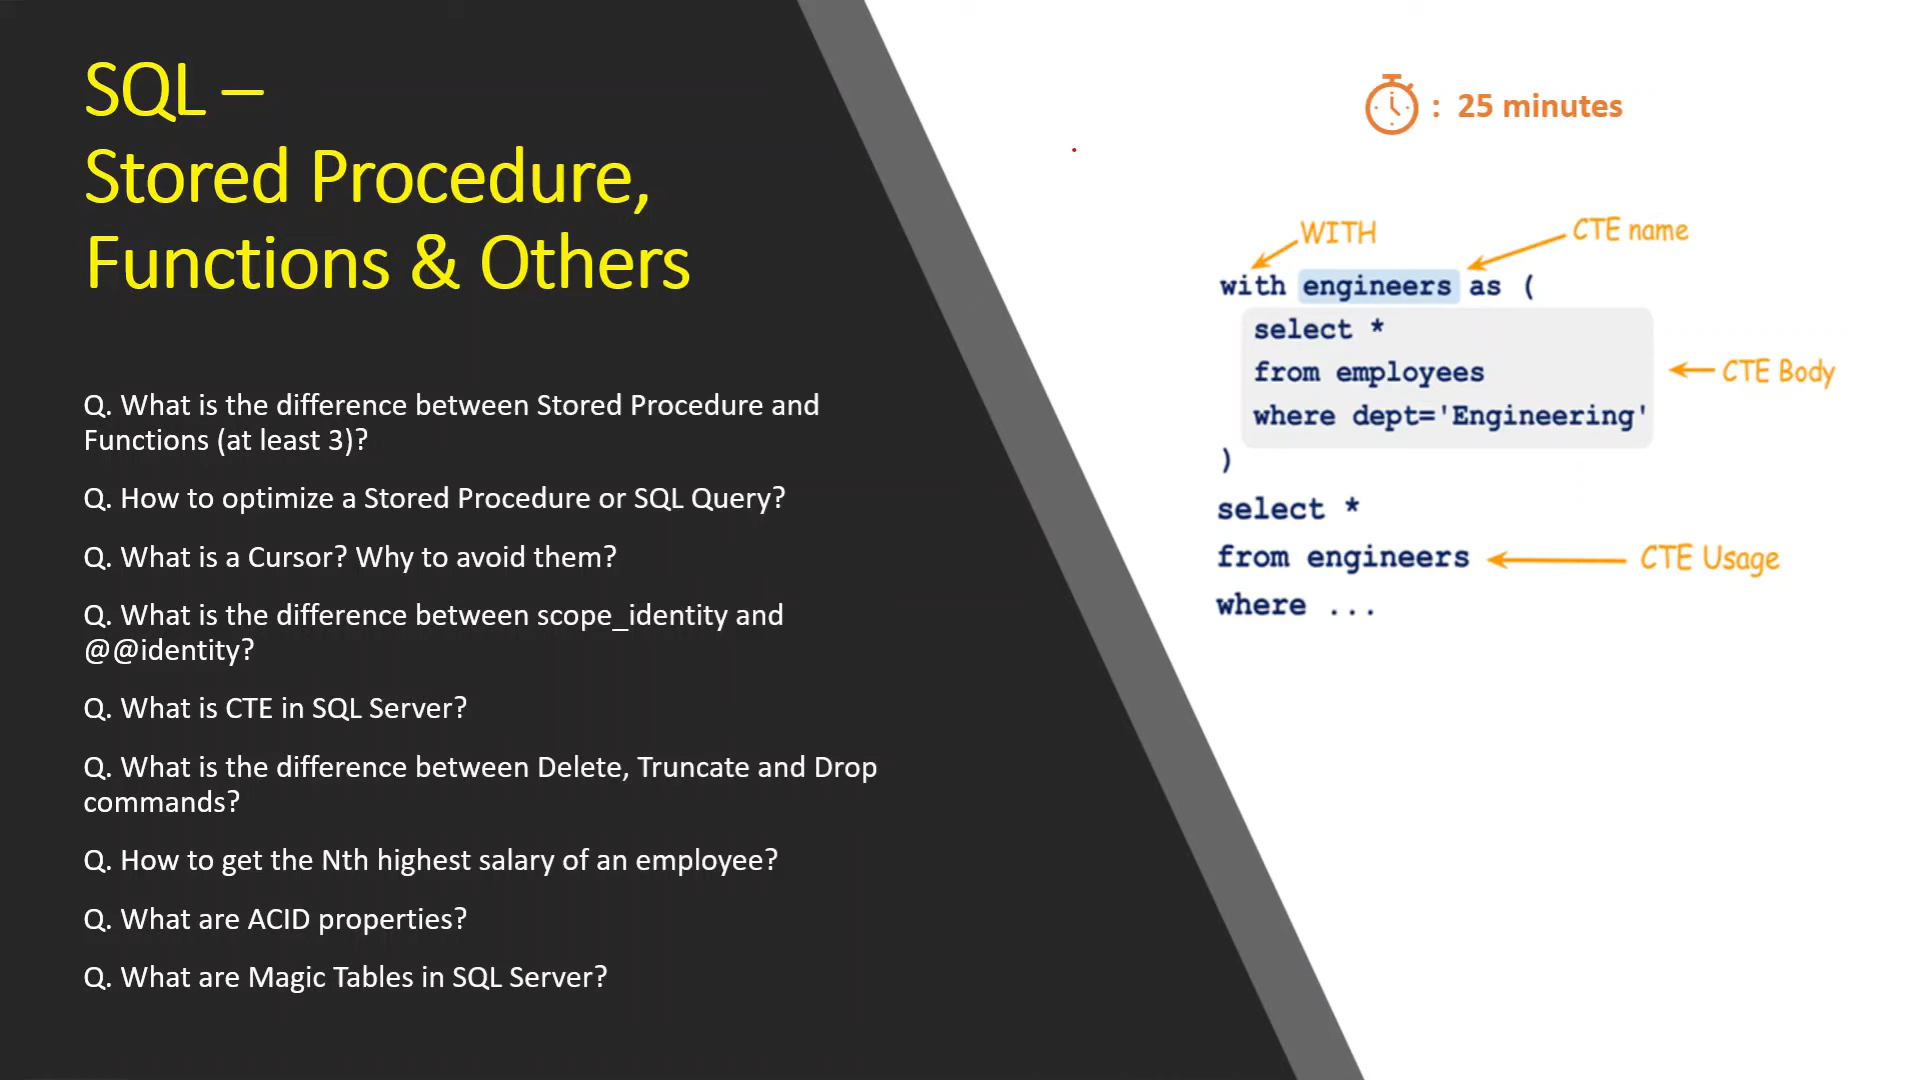 SQL –
Stored Procedure,
Functions & Others
Q. What is the difference between Stored Procedure and
Functions (at least 3)?
Q. How to optimize a Stored Procedure or SQL Query?
Q. What is a Cursor? Why to avoid them?
Q. What is the difference between scope_identity and
@@identity?
Q. What is CTE in SQL Server?
Q. What is the difference between Delete, Truncate and Drop
commands?
Q. How to get the Nth highest salary of an employee?
Q. What are ACID properties?
Q. What are Magic Tables in SQL Server?
: 25 minutes
WITH
CTE name
with engineers as (
select *
from employees
where dept='Engineering'
CTE Body
)
select *
from engineers
CTE Usage
where ...